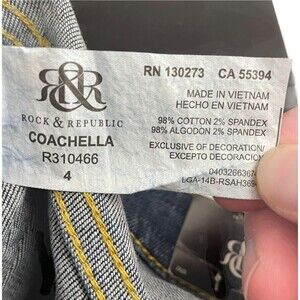 RN 130273 CA 55394
R&R
ROCK & REPUBLIC
COACHELLA
R310466
4
MADE IN VIETNAM
HECHO EN VIETNAM
98% COTTON 2% SPANDEX
98% ALGODON 2% SPANDEX
EXCLUSIVE OF DECORATION/
EXCEPTO DECORACION